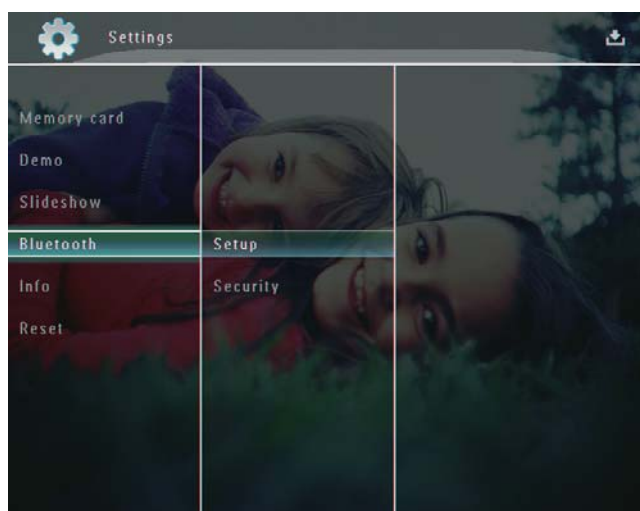 Settings
Memory card
Demo
Slideshow
Bluetooth
Setup
Info
Security
Reset